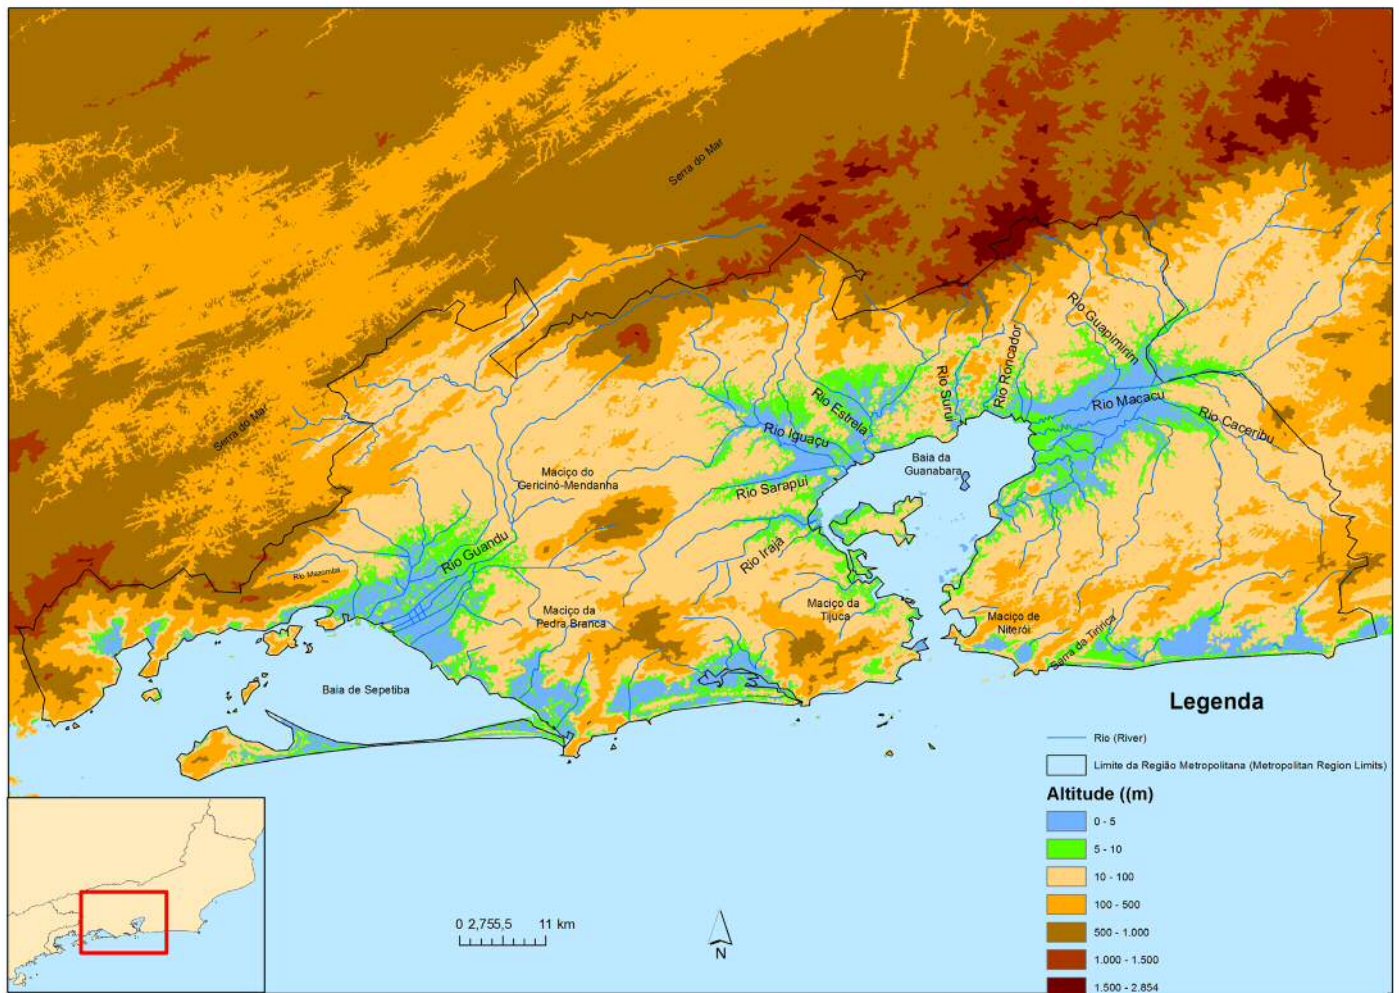 Serra do Mar
Serra do Mar
Rio Guapimirim
Rio Roncador
Rio Suruí
Rio Estrela
Rio Macacu
Rio Caceribu
Rio Iguaçu
Baia da
Guanabara
Maciço do
Gericinó-Mendanha
Rio Sarapuí
Rio Guandu
Rio Irajá
Rio Mazomba
Maciço da
Pedra Branca
Maciço da
Tijuca
Maciço de
Niterói
Serra da Tiririca
Baia de Sepetiba
Legenda
Rio (River)
Limite da Região Metropolitana (Metropolitan Region Limits)
Altitude ((m)
0 - 5
5 - 10
10 - 100
100 - 500
500 - 1.000
1.000 - 1.500
1.500 - 2.854
0 2,755,5 11 km
N